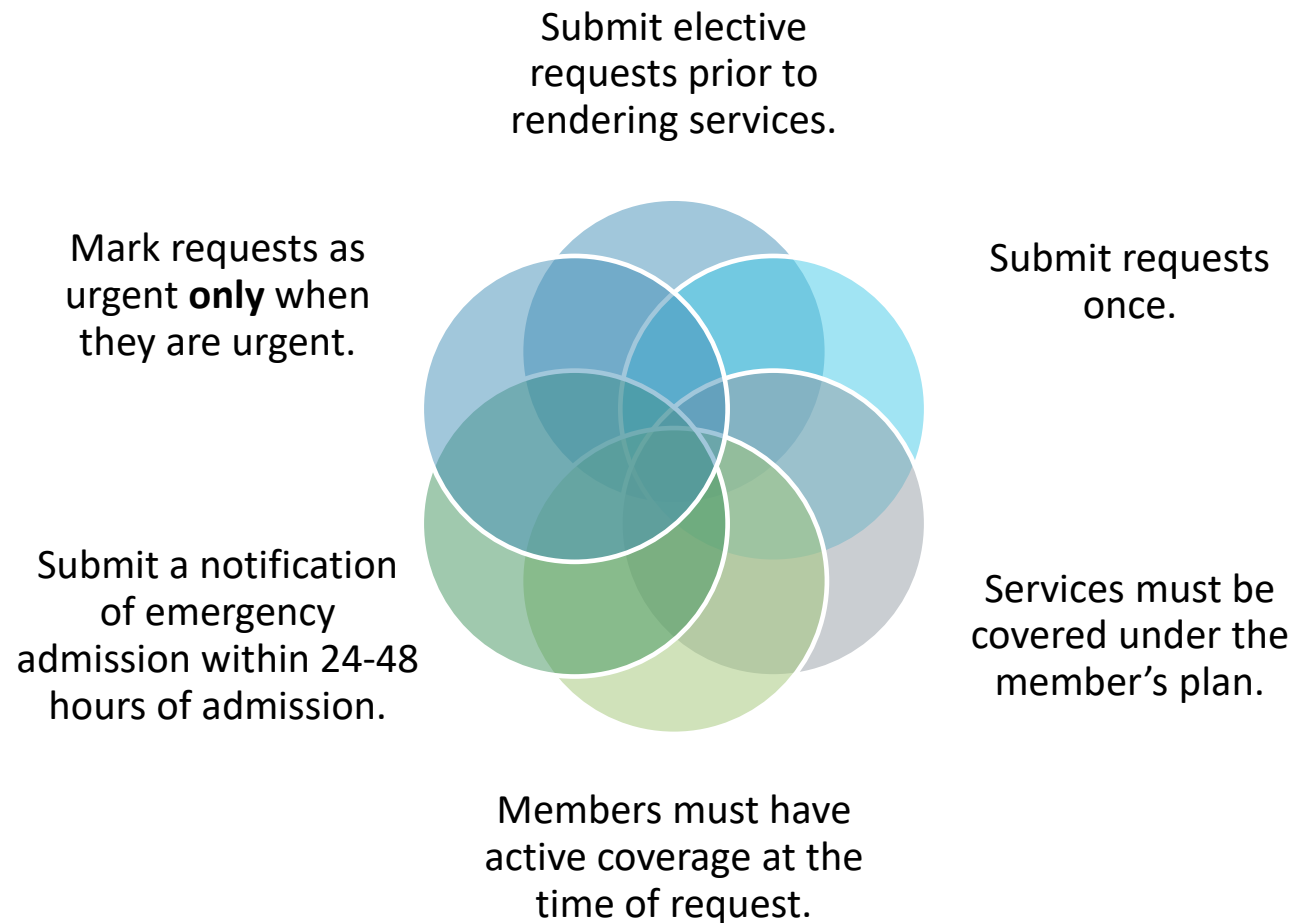 Submit elective
requests prior to
rendering services.
Submit requests
once.
Services must be
covered under the
member’s plan.
Members must have
active coverage at the
time of request.
Submit a notification
of emergency
admission within 24-48
hours of admission.
Mark requests as
urgent only when
they are urgent.